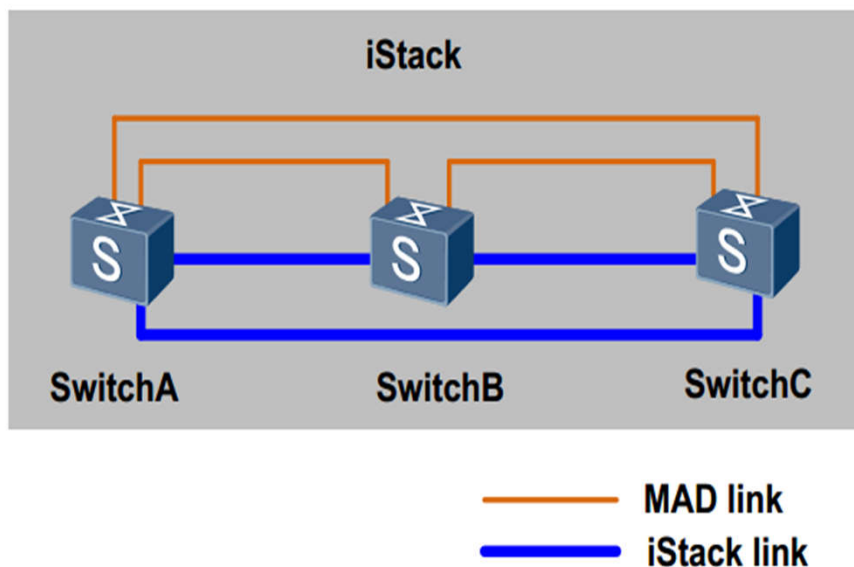 iStack
S
S
S
SwitchA
SwitchB
SwitchC
MAD link
iStack link